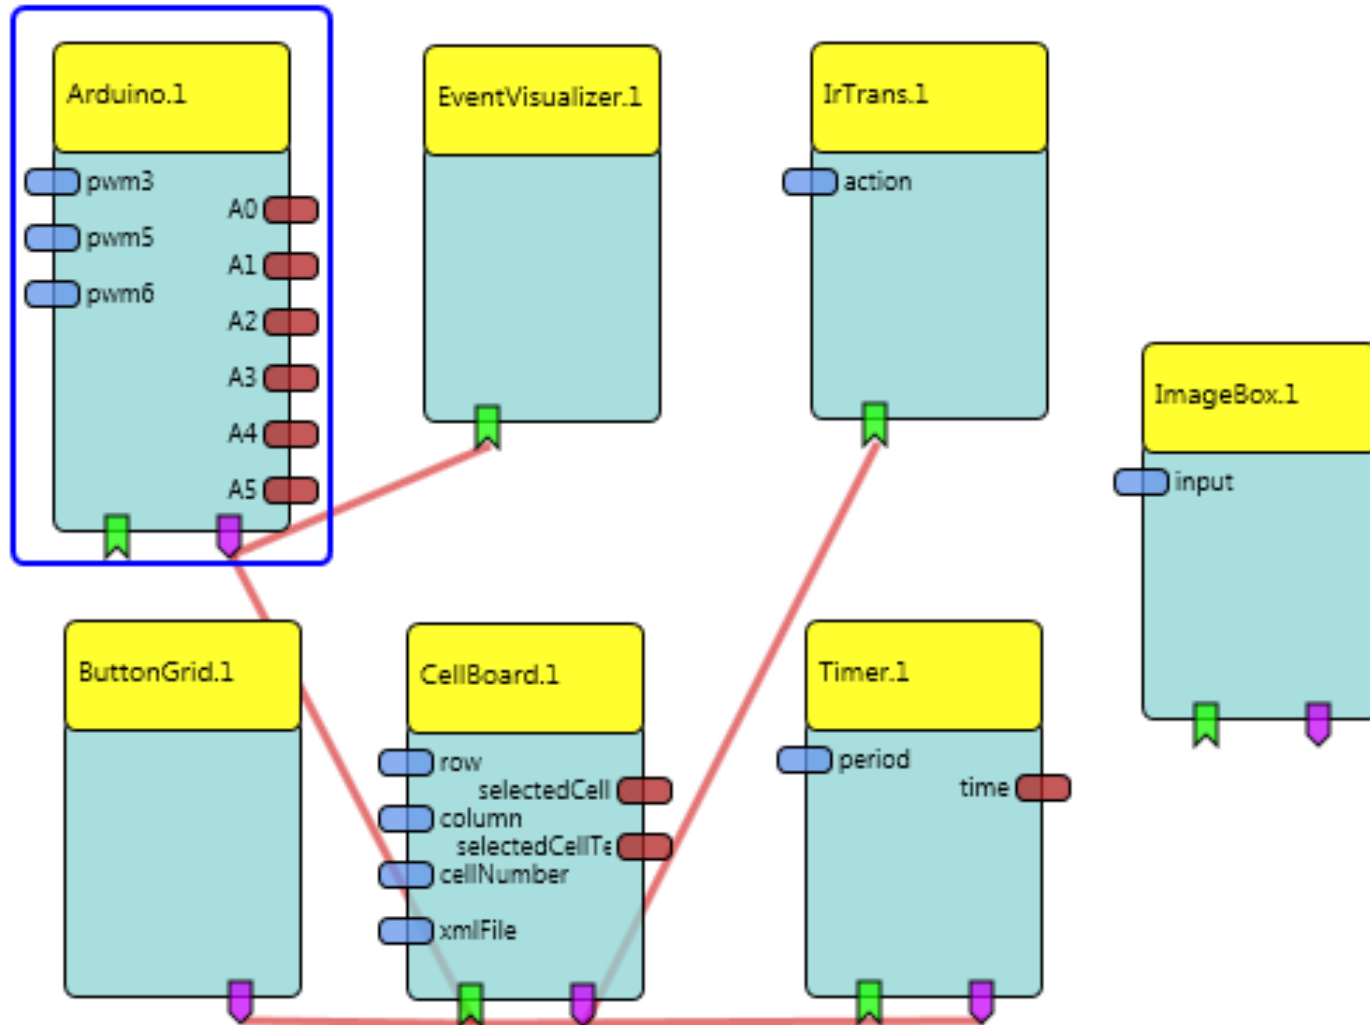 Arduino.1
pwm3
A0
pwm5
A1
pwm6
A2
A3
A4
A5
EventVisualizer.1
IrTrans.1
action
ImageBox.1
input
ButtonGrid.1
CellBoard.1
row
selectedCell
column
selectedCellTe
cellNumber
xmlFile
Timer.1
period
time